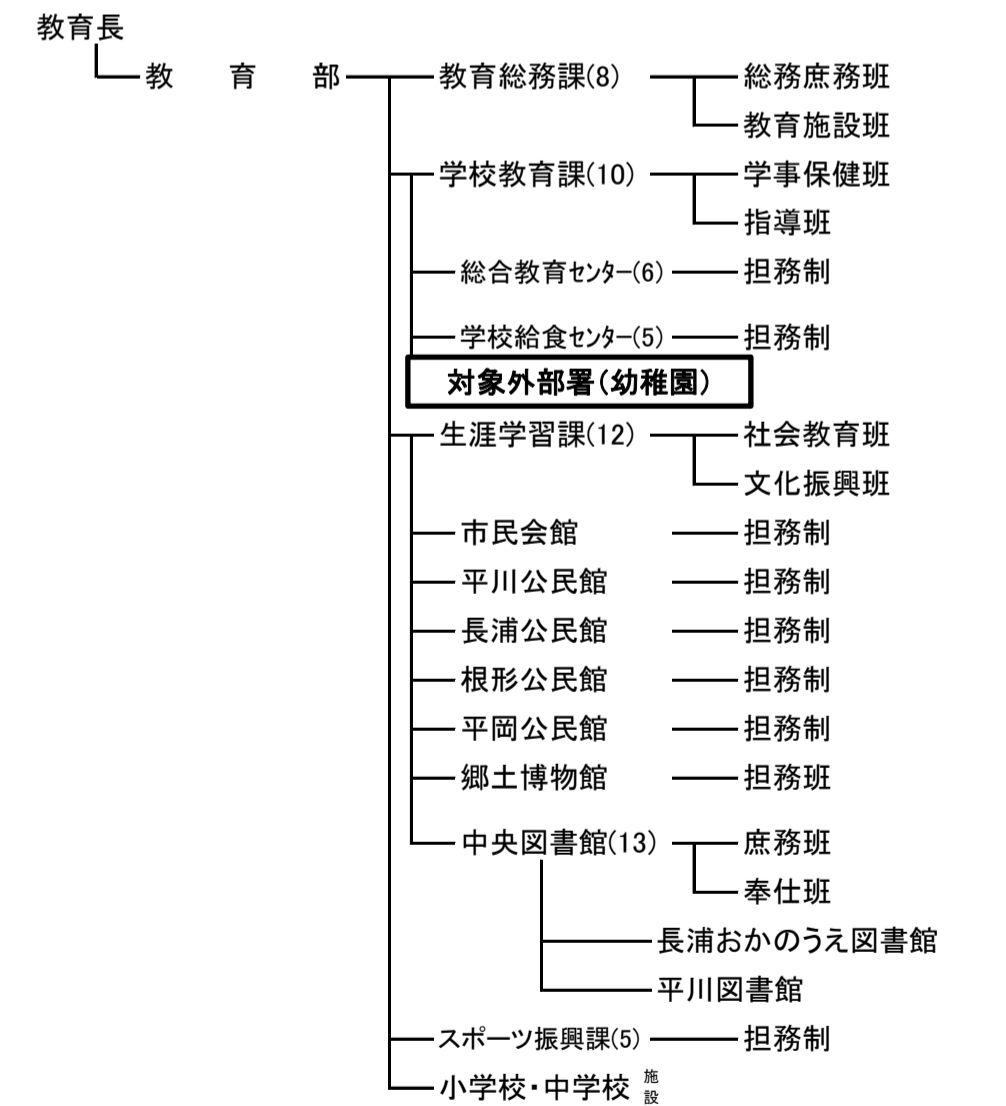 教育長
教　育　部 教育総務課(8) 総務庶務班
教育施設班
学校教育課(10) 学事保健班
指導班
総合教育ｾﾝﾀｰ(6) 担務制
学校給食ｾﾝﾀｰ(5) 担務制
対象外部署(幼稚園)
生涯学習課(12) 社会教育班
文化振興班
市民会館 担務制
平川公民館 担務制
長浦公民館 担務制
根形公民館 担務制
平岡公民館 担務制
郷土博物館 担務班
中央図書館(13) 庶務班
奉仕班
長浦おかのうえ図書館
平川図書館
スポーツ振興課(5) 担務制
小学校・中学校 施設